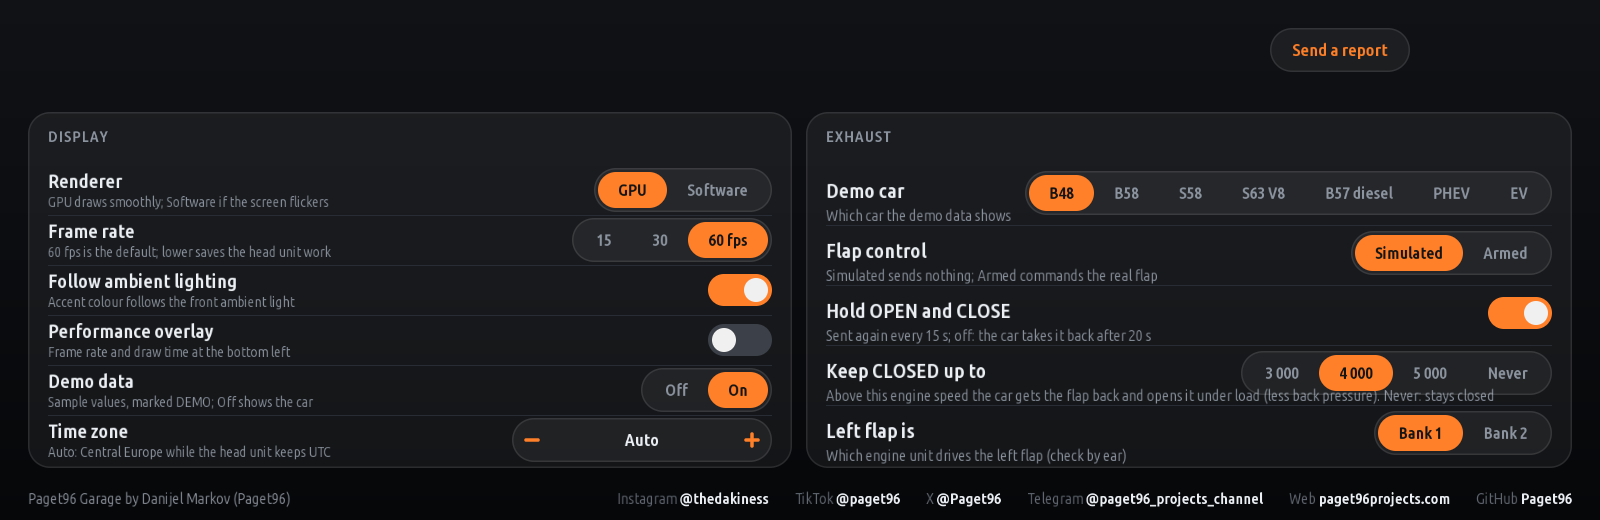 Send a report
DISPLAY
Renderer
GPU draws smoothly; Software if the screen flickers
GPU Software
Frame rate
60 fps is the default; lower saves the head unit work
15 30 60 fps
Follow ambient lighting
Accent colour follows the front ambient light
Performance overlay
Frame rate and draw time at the bottom left
Demo data
Sample values, marked DEMO; Off shows the car
Off On
Time zone
Auto: Central Europe while the head unit keeps UTC
− Auto +
EXHAUST
Demo car
Which car the demo data shows
B48 B58 S58 S63 V8 B57 diesel PHEV EV
Flap control
Simulated sends nothing; Armed commands the real flap
Simulated Armed
Hold OPEN and CLOSE
Sent again every 15 s; off: the car takes it back after 20 s
Keep CLOSED up to
3 000 4 000 5 000 Never
Above this engine speed the car gets the flap back and opens it under load (less back pressure). Never: stays closed
Left flap is
Which engine unit drives the left flap (check by ear)
Bank 1 Bank 2
Paget96 Garage by Danijel Markov (Paget96)
Instagram @thedakiness TikTok @paget96 X @Paget96 Telegram @paget96_projects_channel Web paget96projects.com GitHub Paget96